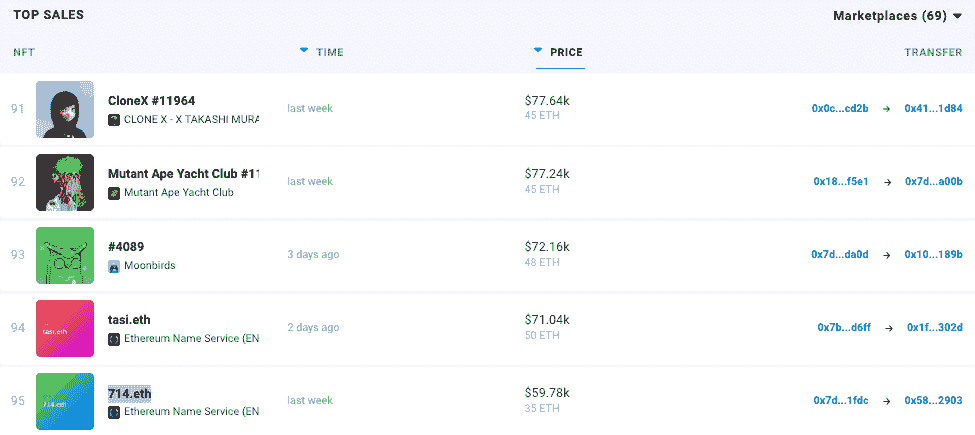 TOP SALES
Marketplaces (69)
NFT TIME PRICE TRANSFER
91 CloneX #11964
CLONE X - X TAKASHI MURA
last week
$77.64k
45 ETH
0x0c...cd2b → 0x41...1d84
92 Mutant Ape Yacht Club #11
Mutant Ape Yacht Club
last week
$77.24k
45 ETH
0x18...f5e1 → 0x7d...a00b
93 #4089
Moonbirds
3 days ago
$72.16k
48 ETH
0x7d...da0d → 0x10...189b
94 tasi.eth
tasi.eth
Ethereum Name Service (EN
2 days ago
$71.04k
50 ETH
0x7b...d6ff → 0x1f...302d
95 714.eth
714.eth
Ethereum Name Service (EN
last week
$59.78k
35 ETH
0x7d...1fdc → 0x58...2903